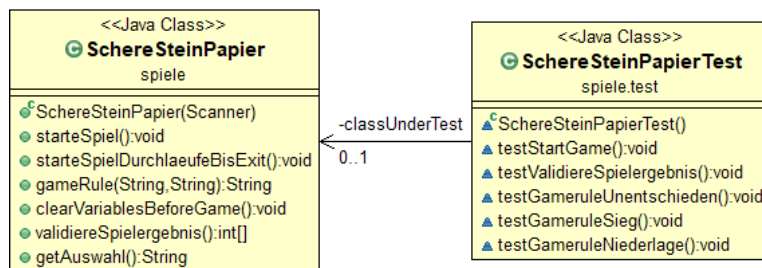 <<Java Class>>
SchereSteinPapier
spiele
SchereSteinPapier(Scanner)
starteSpiel():void
starteSpielDurchlaeufeBisExit():void
gameRule(String,String):String
clearVariablesBeforeGame():void
validiereSpielergebnis():int[]
getAuswahl():String
-classUnderTest
0..1
<<Java Class>>
SchereSteinPapierTest
spiele.test
SchereSteinPapierTest()
testStartGame():void
testValidiereSpielergebnis():void
testGameruleUnentschieden():void
testGameruleSieg():void
testGameruleNiederlage():void